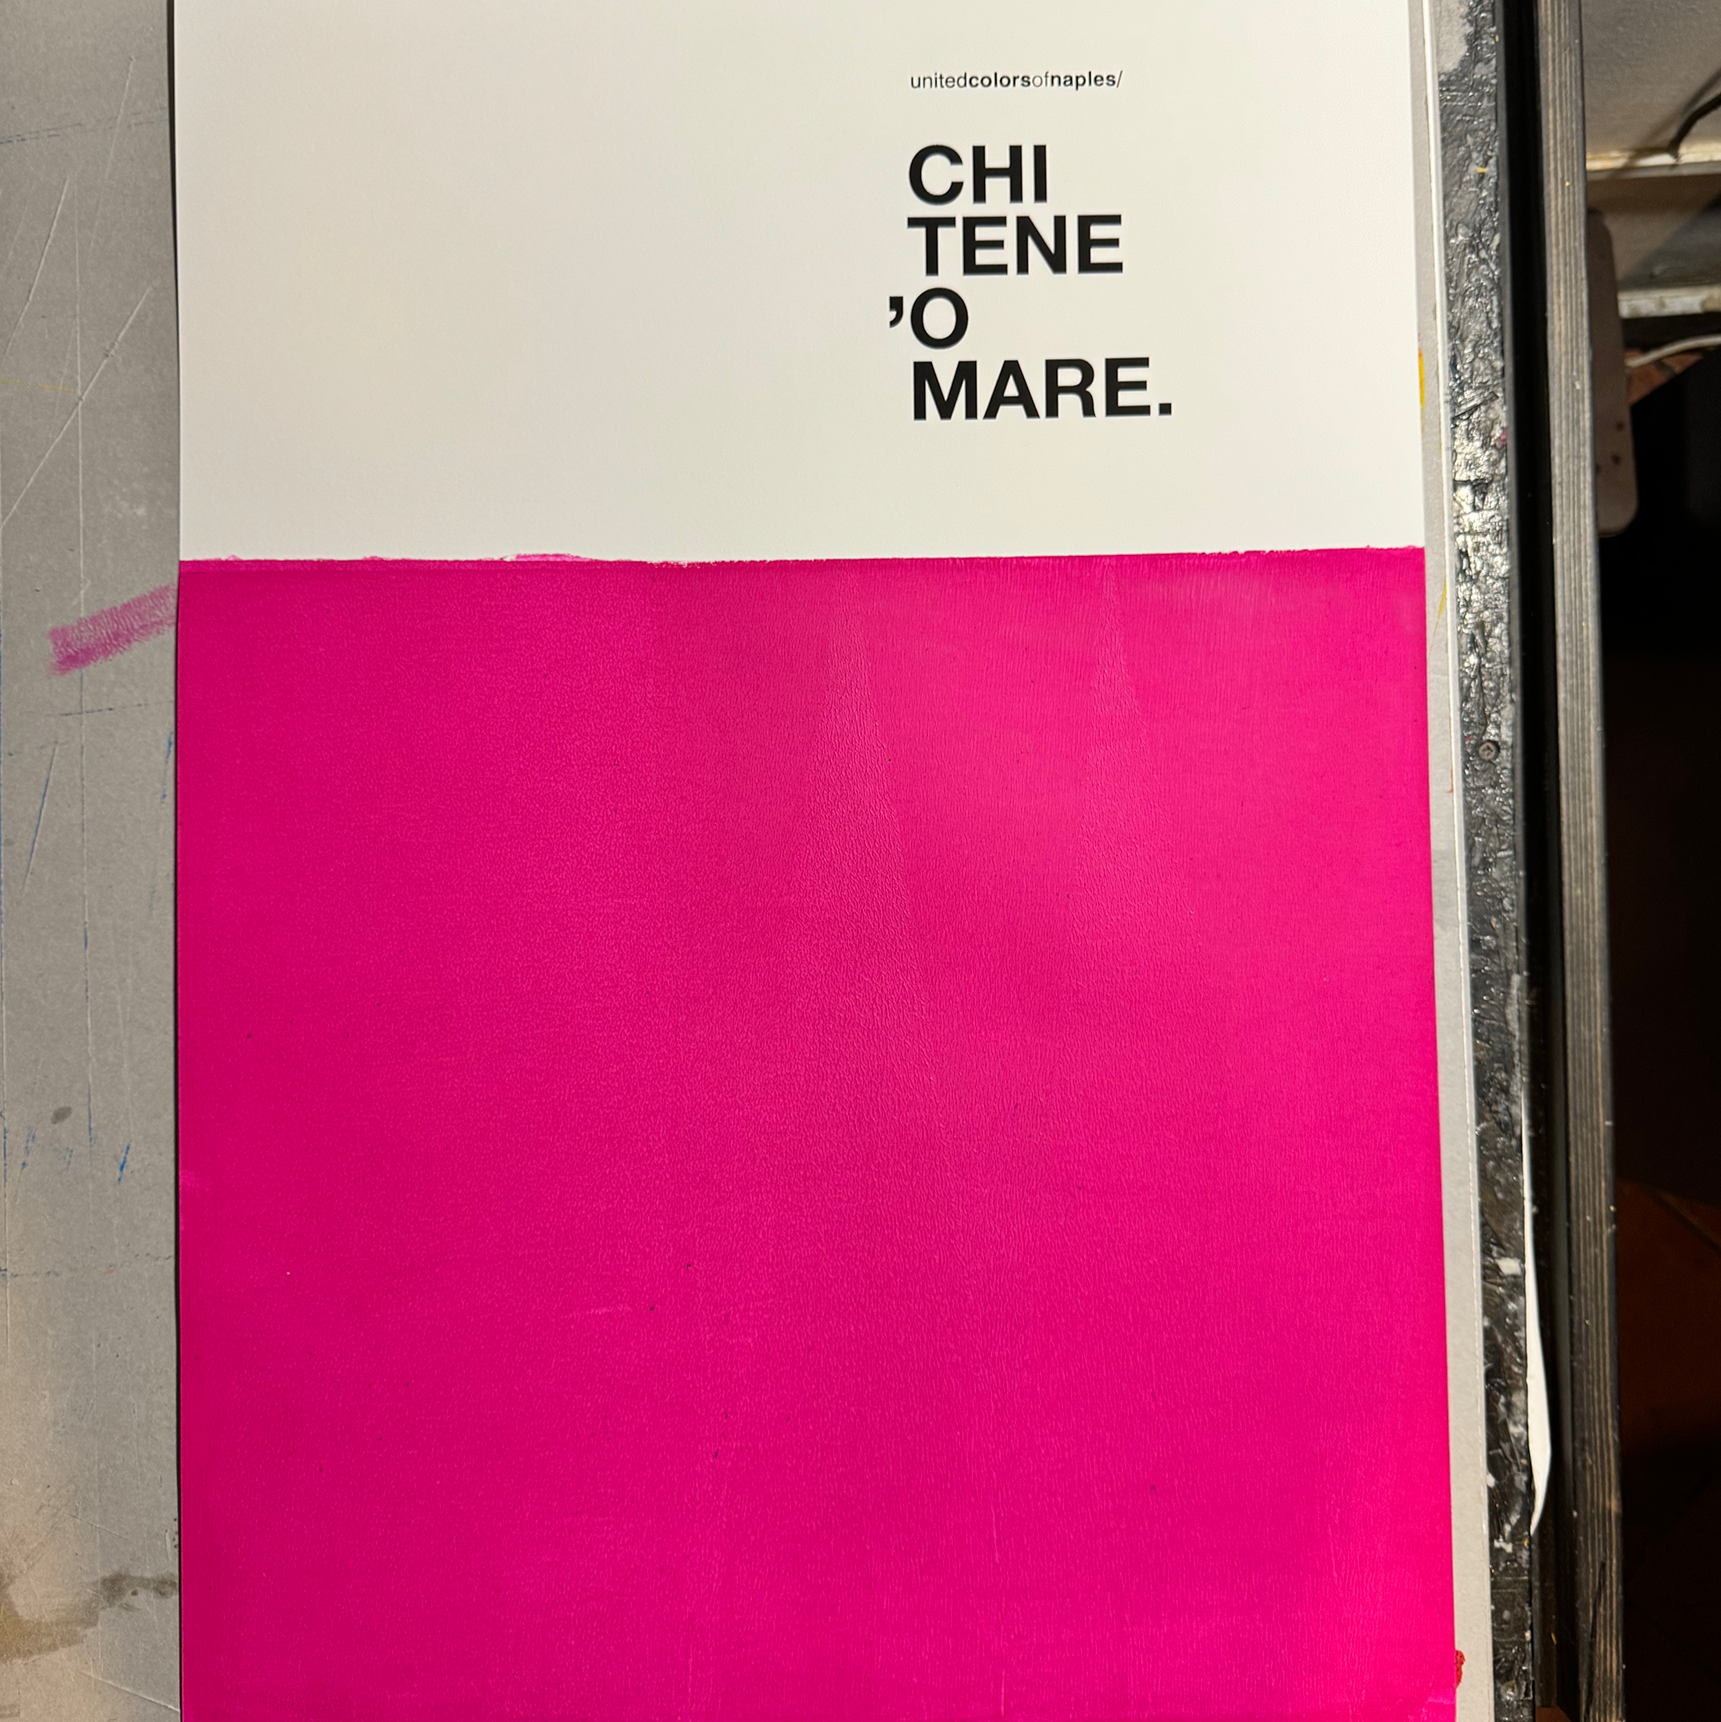 unitedcolorsofnaples/
CHI
TENE
’O
MARE.